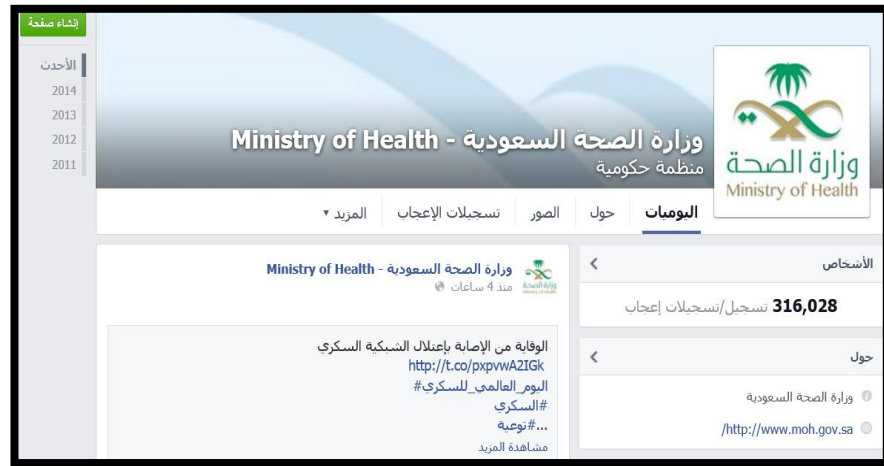 إنشاء صفحة
الأحدث
2014
2013
2012
2011
وزارة الصحة السعودية - Ministry of Health
منظمة حكومية
وزارة الصحة
Ministry of Health
اليوميات
حول
الصور
تسجيلات الإعجاب
المزيد
الأشخاص
316,028 تسجيل/تسجيلات إعجاب
حول
وزارة الصحة السعودية
http://www.moh.gov.sa/
وزارة الصحة السعودية - Ministry of Health
منذ 4 ساعات
الوقاية من الإصابة بإعتلال الشبكية السكري
http://t.co/pxpvwA2IGk
#اليوم_العالمي_للسكري
#السكري
#توعية...
مشاهدة المزيد